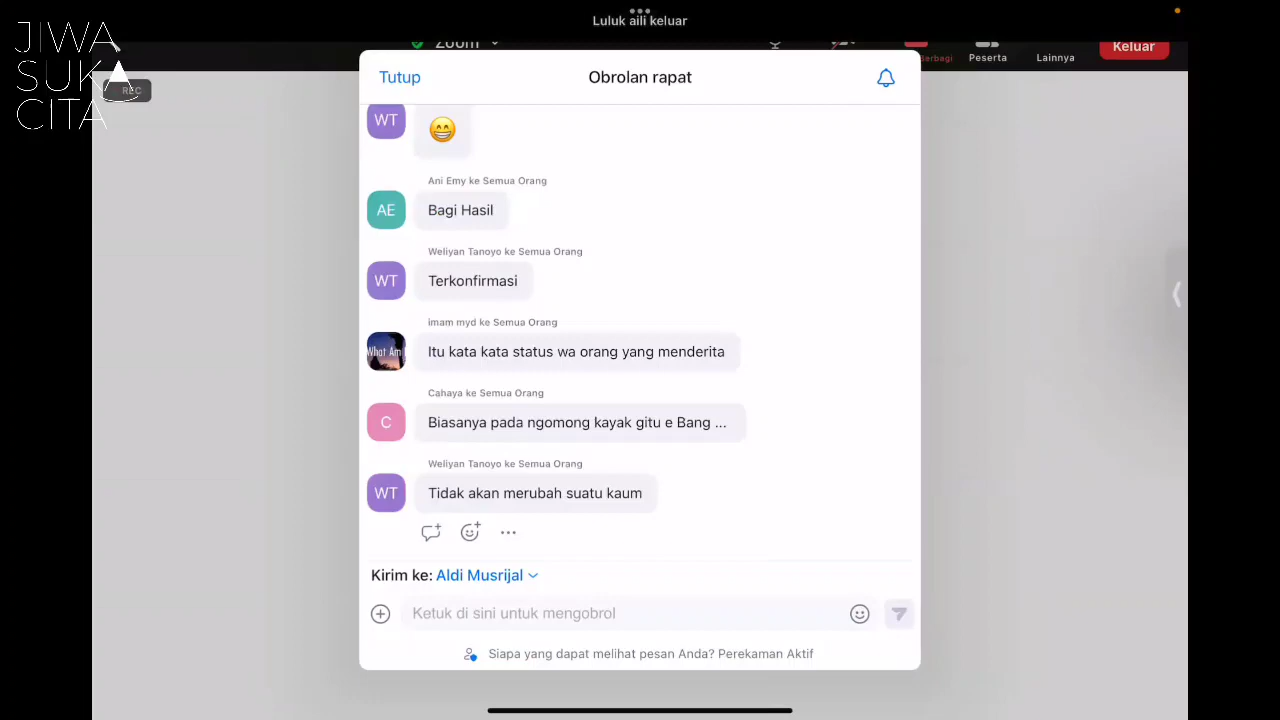 Luluk aili keluar
JIWA
SUKA
CITA
REC
Zoom
Berbagi
Peserta
Lainnya
Keluar
Tutup
Obrolan rapat
WT
Ani Emy ke Semua Orang
AE
Bagi Hasil
Weliyan Tanoyo ke Semua Orang
WT
Terkonfirmasi
imam myd ke Semua Orang
What Am
Itu kata kata status wa orang yang menderita
Cahaya ke Semua Orang
C
Biasanya pada ngomong kayak gitu e Bang ...
Weliyan Tanoyo ke Semua Orang
WT
Tidak akan merubah suatu kaum
Kirim ke: Aldi Musrijal
Ketuk di sini untuk mengobrol
Siapa yang dapat melihat pesan Anda? Perekaman Aktif